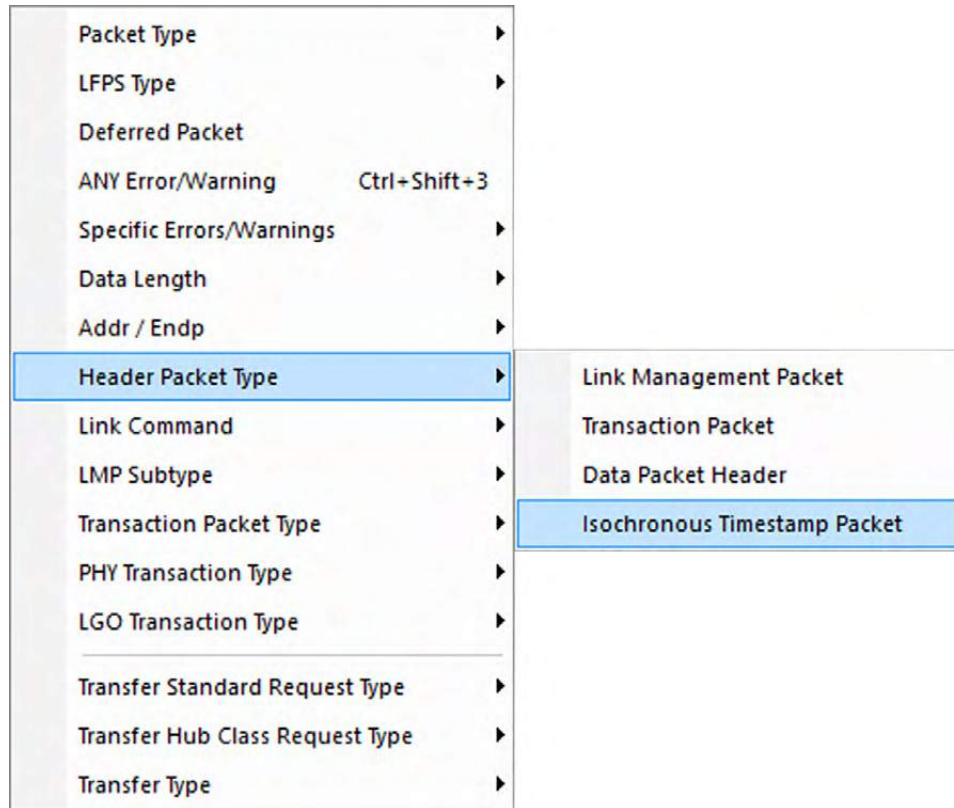 Packet Type
LFPS Type
Deferred Packet
ANY Error/Warning Ctrl+Shift+3
Specific Errors/Warnings
Data Length
Addr / Endp
Header Packet Type
Link Command
LMP Subtype
Transaction Packet Type
PHY Transaction Type
LGO Transaction Type
Transfer Standard Request Type
Transfer Hub Class Request Type
Transfer Type
Link Management Packet
Transaction Packet
Data Packet Header
Isochronous Timestamp Packet